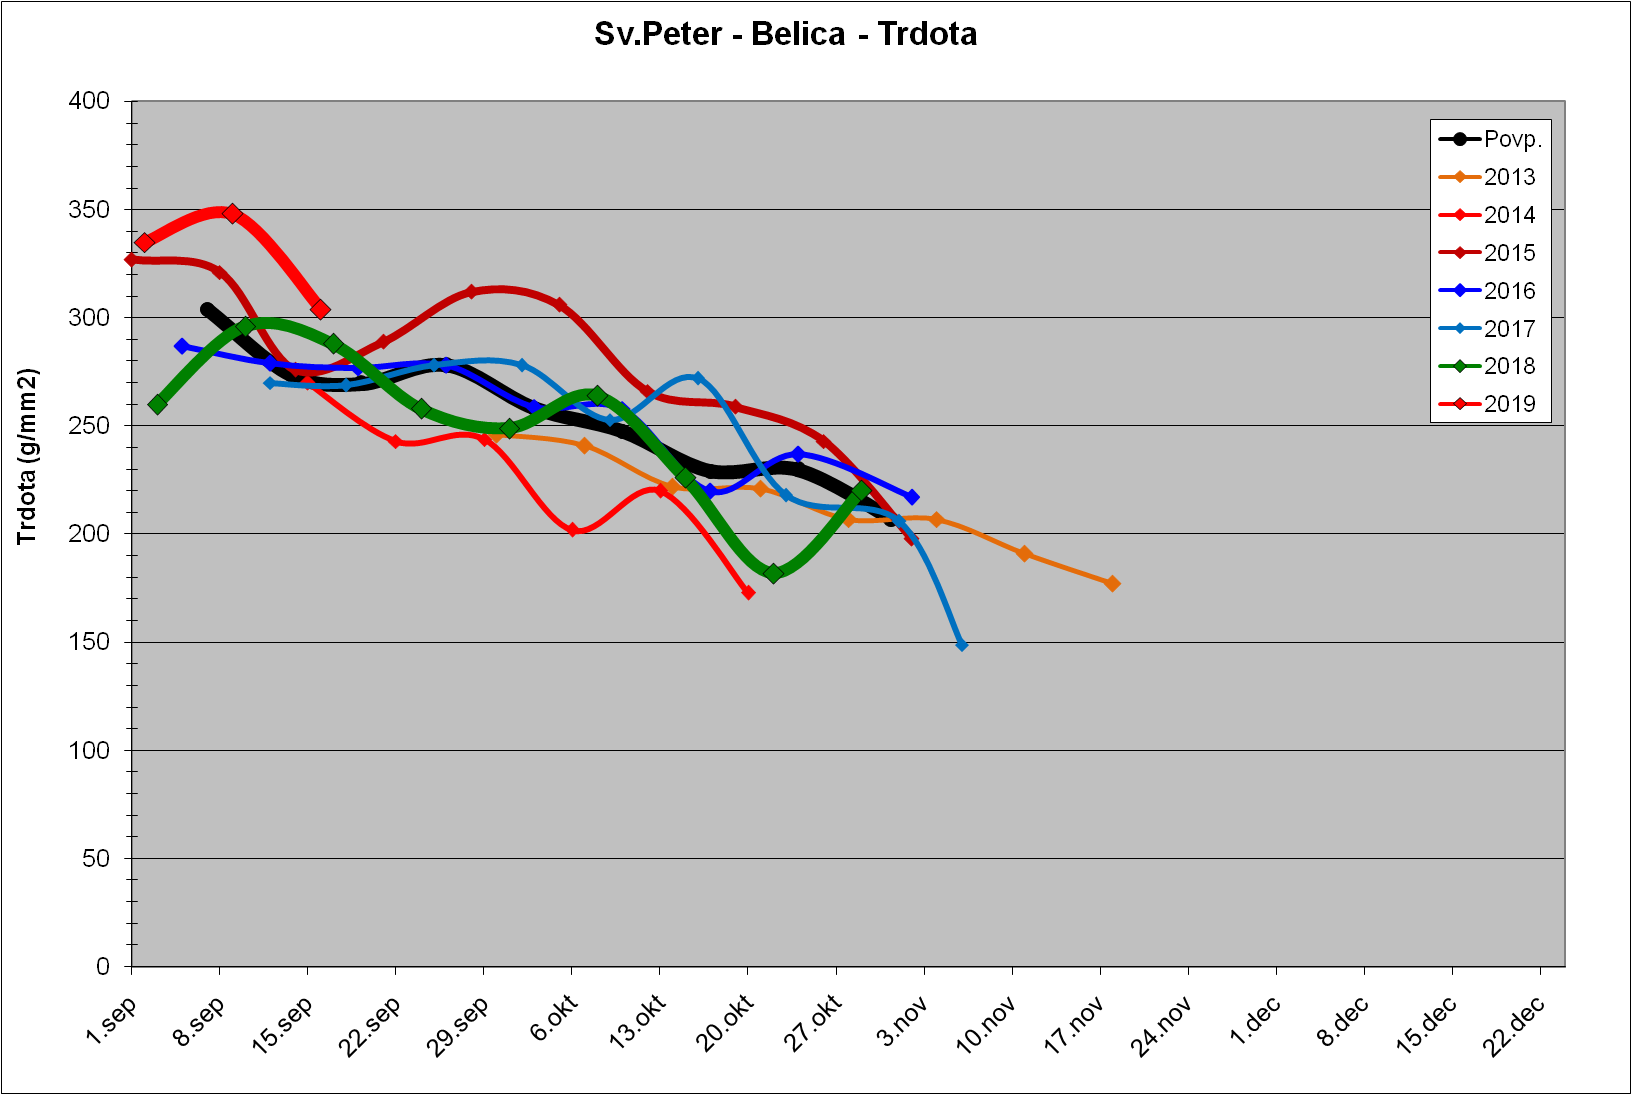 Sv.Peter - Belica - Trdota
Trdota (g/mm2)
400
350
300
250
200
150
100
50
0
1.sep
8.sep
15.sep
22.sep
29.sep
6.okt
13.okt
20.okt
27.okt
3.nov
10.nov
17.nov
24.nov
1.dec
8.dec
15.dec
22.dec
Povp.
2013
2014
2015
2016
2017
2018
2019